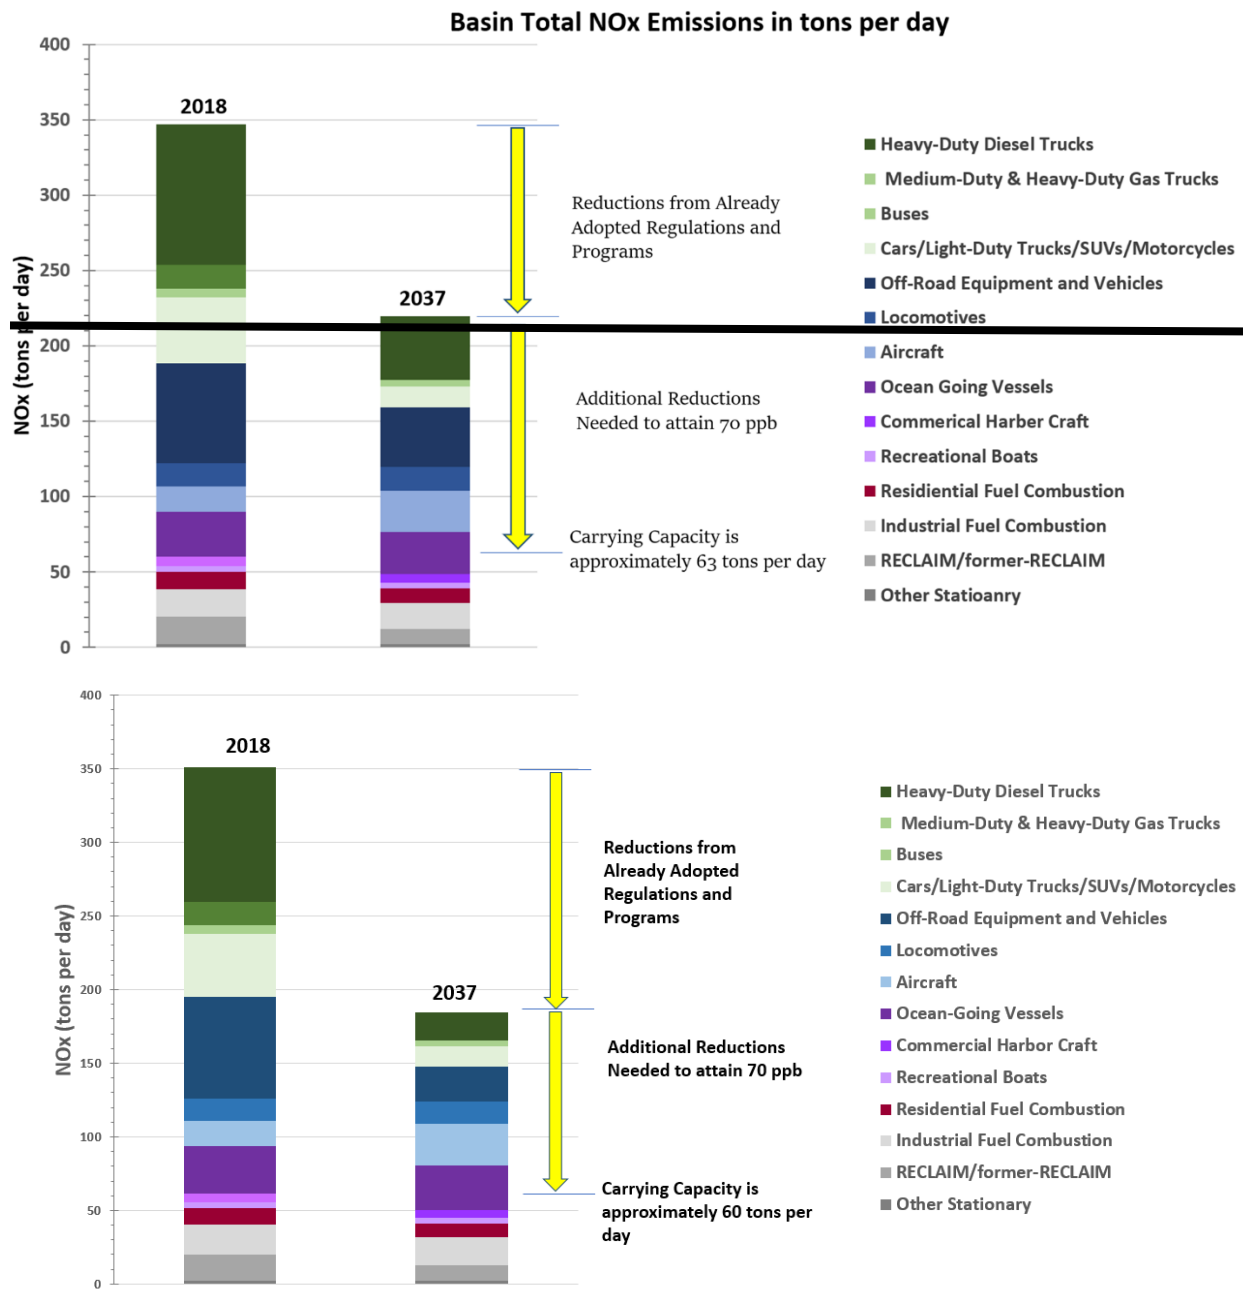 Basin Total NOx Emissions in tons per day
NOx (tons per day)
400
350
300
250
200
150
100
50
0
2018
2037
Reductions from Already
Adopted Regulations and
Programs
Additional Reductions
Needed to attain 70 ppb
Carrying Capacity is
approximately 63 tons per day
Heavy-Duty Diesel Trucks
Medium-Duty & Heavy-Duty Gas Trucks
Buses
Cars/Light-Duty Trucks/SUVs/Motorcycles
Off-Road Equipment and Vehicles
Locomotives
Aircraft
Ocean Going Vessels
Commerical Harber Craft
Recreational Boats
Residiential Fuel Combustion
Industrial Fuel Combustion
RECLAIM/former-RECLAIM
Other Statioanry
NOx (tons per day)
400
350
300
250
200
150
100
50
0
2018
2037
Reductions from
Already Adopted
Regulations and
Programs
Additional Reductions
Needed to attain 70 ppb
Carrying Capacity is
approximately 60 tons per
day
Heavy-Duty Diesel Trucks
Medium-Duty & Heavy-Duty Gas Trucks
Buses
Cars/Light-Duty Trucks/SUVs/Motorcycles
Off-Road Equipment and Vehicles
Locomotives
Aircraft
Ocean-Going Vessels
Commercial Harbor Craft
Recreational Boats
Residential Fuel Combustion
Industrial Fuel Combustion
RECLAIM/former-RECLAIM
Other Stationary